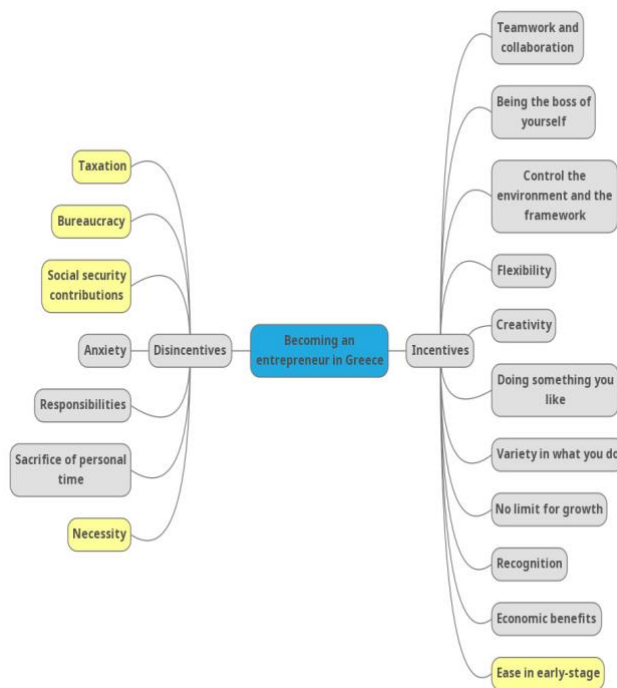 Teamwork and
collaboration
Being the boss of
yourself
Control the
environment and the
framework
Flexibility
Creativity
Doing something you
like
Variety in what you do
No limit for growth
Recognition
Economic benefits
Ease in early-stage
Incentives
Becoming an
entrepreneur in Greece
Disincentives
Taxation
Bureaucracy
Social security
contributions
Anxiety
Responsibilities
Sacrifice of personal
time
Necessity